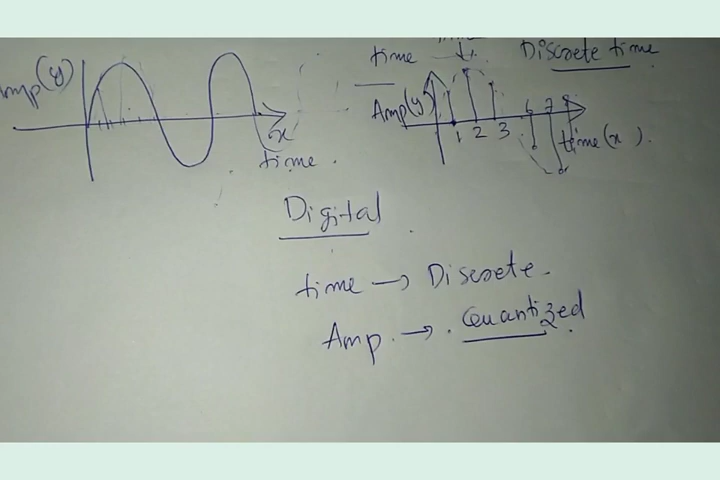 Amp(y)
x
time .
time
Discrete time
Amp(y)
1 2 3 6 7 8
time(x).
Digital
time → Discrete.
Amp. → . Quantized.